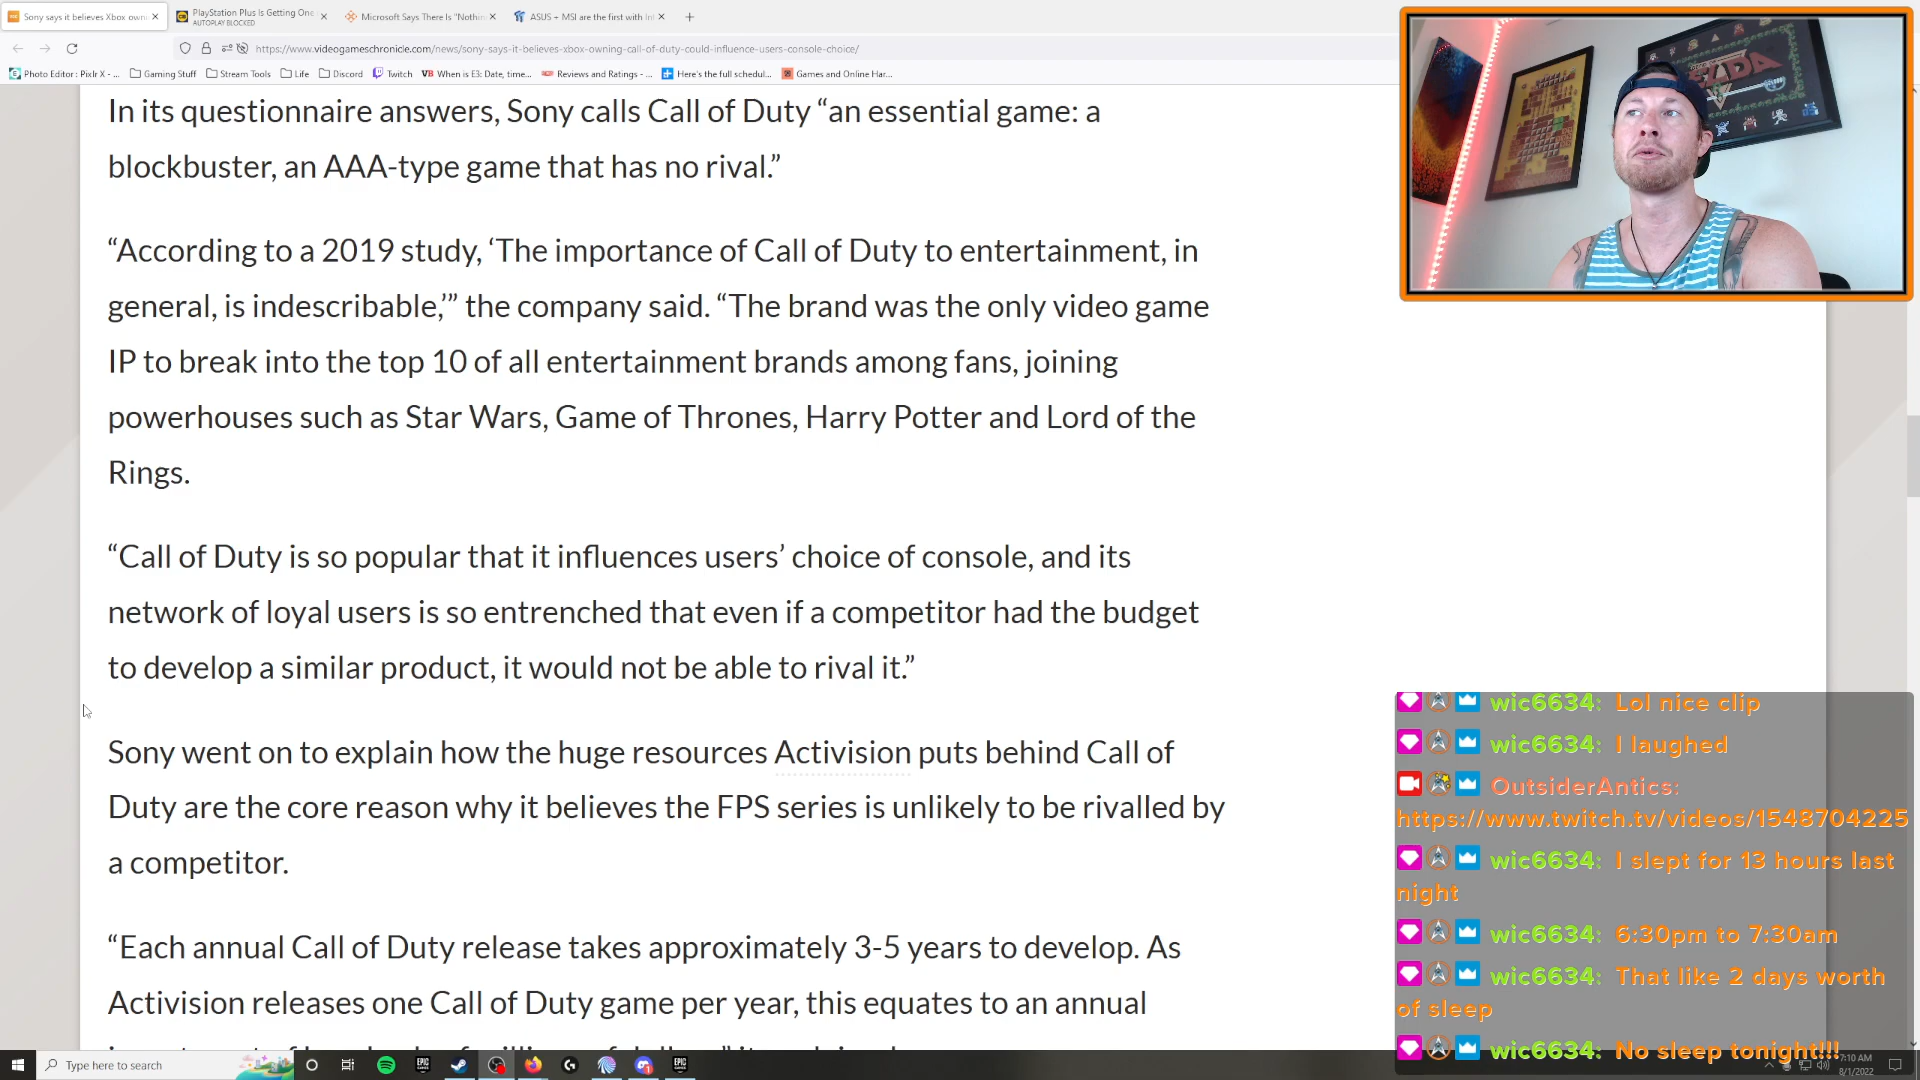 Sony says it believes Xbox own
PlayStation Plus Is Getting One
AUTOPLAY BLOCKED
Microsoft Says There Is "Nothin
ASUS + MSI are the first with In
https://www.videogameschronicle.com/news/sony-says-it-believes-xbox-owning-call-of-duty-could-influence-users-console-choice/
Photo Editor : Pixlr X - ...
Gaming Stuff
Stream Tools
Life
Discord
Twitch
When is E3: Date, time...
Reviews and Ratings - ...
Here's the full schedul...
Games and Online Har...
In its questionnaire answers, Sony calls Call of Duty “an essential game: a
blockbuster, an AAA-type game that has no rival.”
“According to a 2019 study, ‘The importance of Call of Duty to entertainment, in
general, is indescribable,’” the company said. “The brand was the only video game
IP to break into the top 10 of all entertainment brands among fans, joining
powerhouses such as Star Wars, Game of Thrones, Harry Potter and Lord of the
Rings.
“Call of Duty is so popular that it influences users’ choice of console, and its
network of loyal users is so entrenched that even if a competitor had the budget
to develop a similar product, it would not be able to rival it.”
Sony went on to explain how the huge resources Activision puts behind Call of
Duty are the core reason why it believes the FPS series is unlikely to be rivalled by
a competitor.
“Each annual Call of Duty release takes approximately 3-5 years to develop. As
Activision releases one Call of Duty game per year, this equates to an annual
wic6634: Lol nice clip
wic6634: I laughed
OutsiderAntics:
https://www.twitch.tv/videos/1548704225
wic6634: I slept for 13 hours last
night
wic6634: 6:30pm to 7:30am
wic6634: That like 2 days worth
of sleep
wic6634: No sleep tonight!!!
Type here to search
7:10 AM
8/1/2022